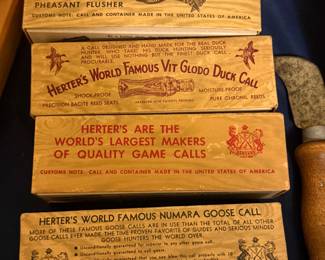 PHEASANT FLUSHER
CUSTOMS NOTE: CALL AND CONTAINER MADE IN THE UNITED STATES OF AMERICA
A CALL DESIGNED AND HAND MADE FOR THE REAL DUCK
HUNTER WHO TAKES HIS DUCK HUNTING SERIOUSLY
AND WILL USE NOTHING BUT THE FINEST DUCK CALL
PROCURABLE.
HERTER'S WORLD FAMOUS VIT GLODO DUCK CALL
SHOCK-PROOF
MOISTURE-PROOF
PRECISION BACITE REED SEATS
PURE CHRONIC REEDS
HERTER'S ARE THE
WORLD'S LARGEST MAKERS
OF QUALITY GAME CALLS
CUSTOMS NOTE: CALL AND CONTAINER MADE IN THE UNITED STATES OF AMERICA
HERTER'S WORLD FAMOUS NUMARA GOOSE CALL
MORE OF THESE FAMOUS GOOSE CALLS ARE IN USE THAN THE TOTAL OF ALL OTHER
GOOSE CALLS EVER MADE. THE TIME PROVEN FAVORITE OF GUIDES AND SERIOUS MINDED
GOOSE HUNTERS THE WORLD OVER.
Unconditionally guaranteed